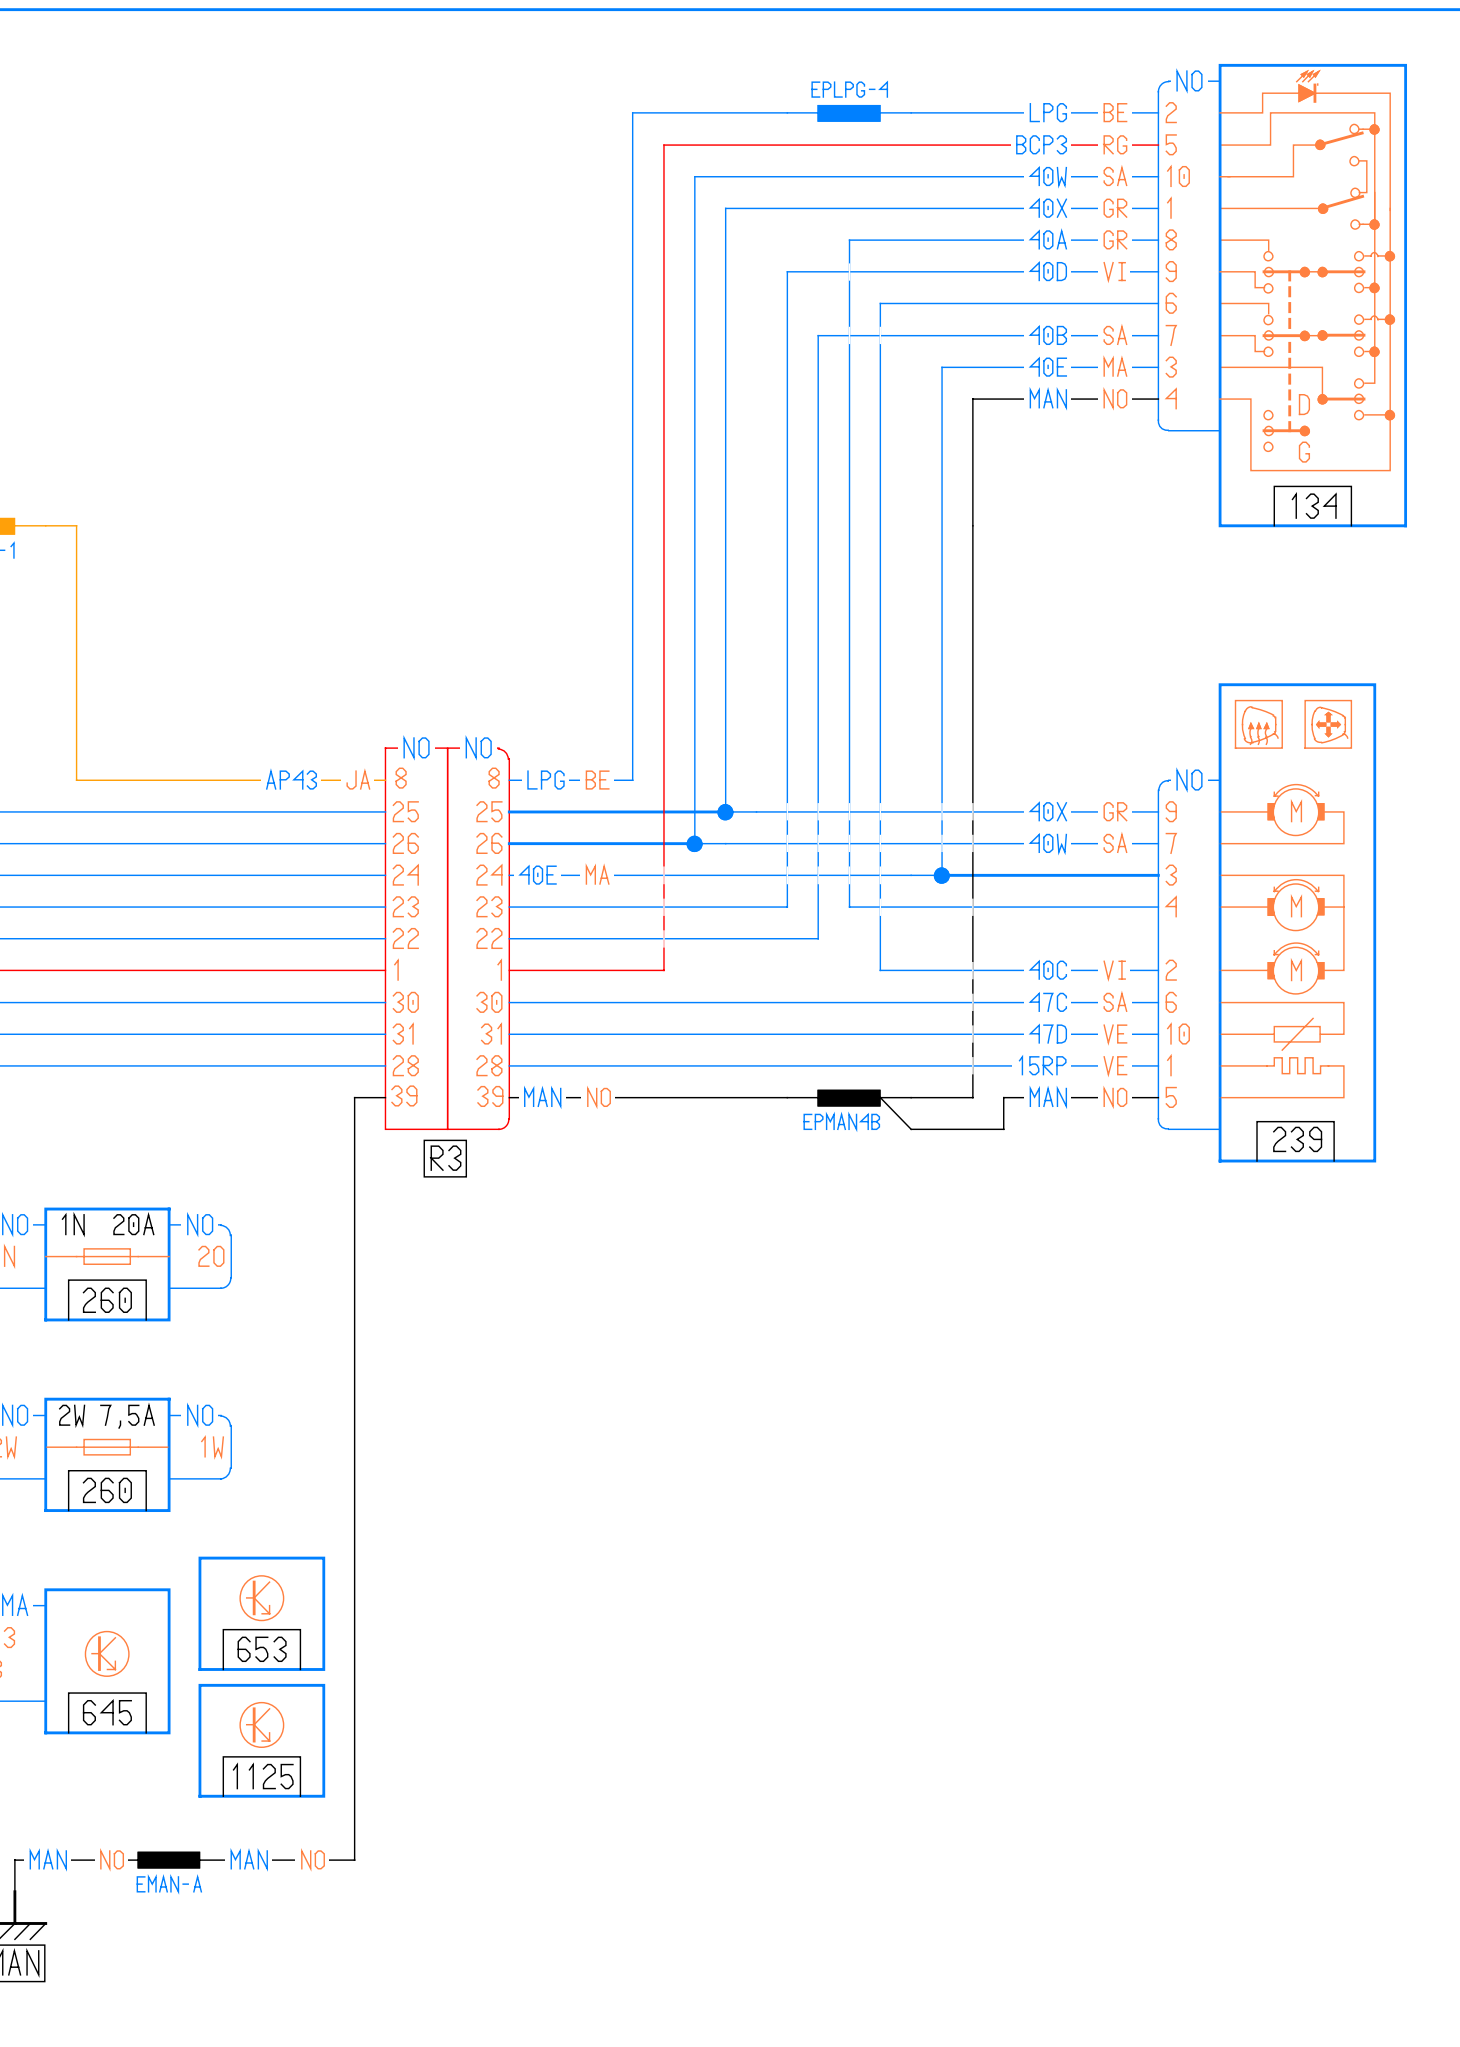 EPLPG-4
NO
LPG BE 2
BCP3 RG 5
40W SA 10
40X GR 1
40A GR 8
40D VI 9
6
40B SA 7
40E MA 3
MAN NO 4
D
G
134
-1
NO NO
AP43 JA 8 8 LPG BE
NO
25 25 40X GR 9 M
26 26 40W SA 7
24 24 40E MA 3
23 23 4 M
22 22
1 1 40C VI 2 M
30 30 47C SA 6
31 31 47D VE 10
28 28 15RP VE 1
39 39 MAN NO MAN NO 5
EPMAN4B
R3
239
NO 1N 20A NO
N 20
260
NO 2W 7,5A NO
2W 1W
260
MA
3
645
653
1125
MAN NO MAN NO
EMAN-A
MAN